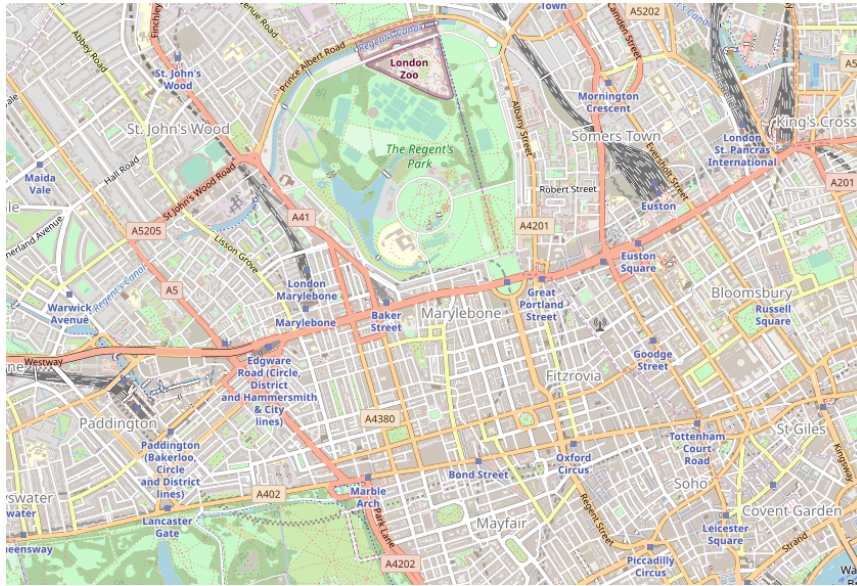 Town
A5202
Camden Street
Finchley
Abbey Road
Prince Albert Road
Regent's Canal
London
Zoo
St. John's
Wood
A5
Mornington
Crescent
King's Cross
St. John's Wood
Albany Street
Somers Town
London
St. Pancras
International
The Regent's
Park
Eversholt Street
Maida
Vale
Hall Road
St John's Wood Road
Robert Street
A201
Euston
A41
A4201
A5205
Lisson Grove
Euston
Square
Regent's Canal
A5
London
Marylebone
Great
Portland
Street
Bloomsbury
Warwick
Avenue
Marylebone
Baker
Street
Marylebone
Russell
Square
Westway
Edgware
Road (Circle,
District
and Hammersmith
& City
lines)
Goodge
Street
Fitzrovia
Paddington
A4380
Paddington
(Bakerloo,
Circle
and District
lines)
Tottenham
Court
Road
St Giles
Oxford
Circus
Bond Street
Kingsway
A402
Marble
Arch
Soho
Lancaster
Gate
Park Lane
Mayfair
Regent Street
Covent Garden
Leicester
Square
Strand
Piccadilly
Circus
A4202